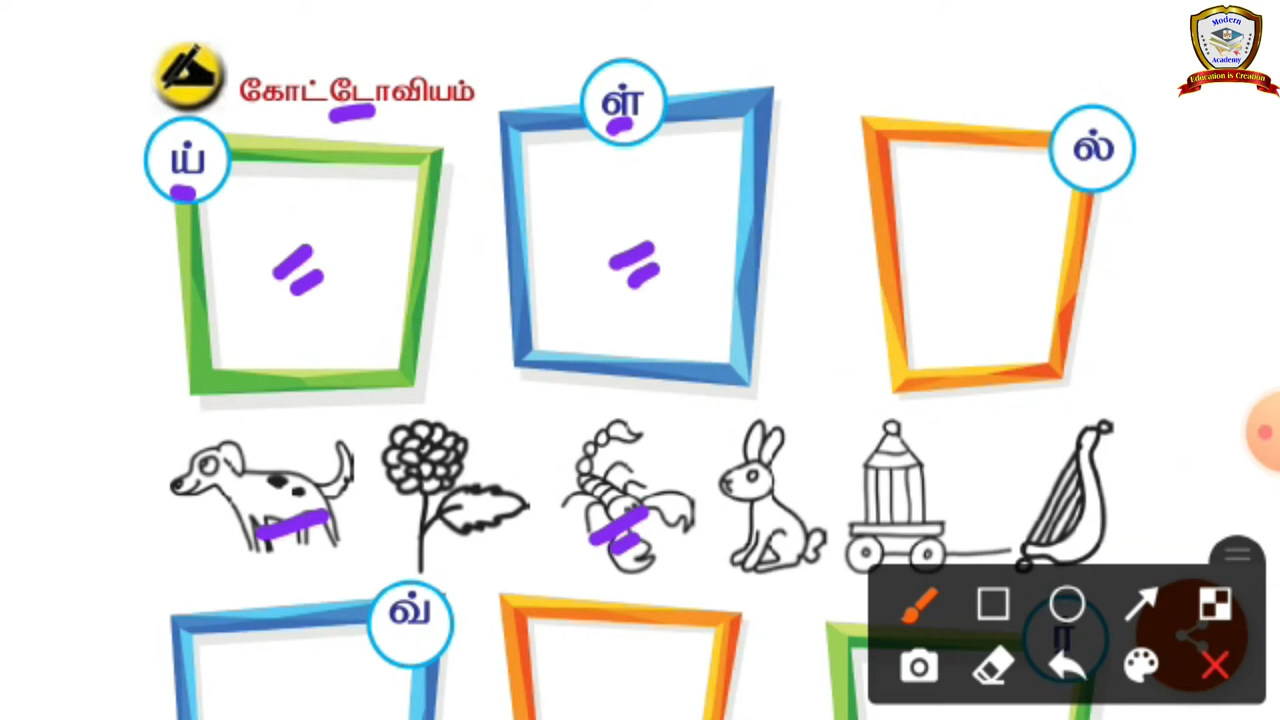 Modern
Academy
Education is Creation
கோட்டோவியம்
ய்
ள்
ல்
வ்